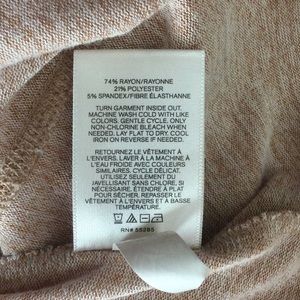 74% RAYON/RAYONNE
21% POLYESTER
5% SPANDEX/FIBRE ÉLASTHANNE
TURN GARMENT INSIDE OUT.
MACHINE WASH COLD WITH LIKE
COLORS. GENTLE CYCLE. ONLY
NON-CHLORINE BLEACH WHEN
NEEDED. LAY FLAT TO DRY. COOL
IRON ON REVERSE IF NEEDED.
RETOURNEZ LE VÊTEMENT À
L'ENVERS. LAVER À LA MACHINE
À L'EAU FROIDE AVEC COULEURS
SIMILAIRES. CYCLE DÉLICAT.
UTILISEZ SEULEMENT DU
JAVELLISANT SANS CHLORE, SI
NÉCESSAIRE. ÉTENDRE À PLAT
POUR SÉCHER. REPASSAGE DU
VÊTEMENT À L'ENVERS ET À BASSE
TEMPÉRATURE.
RN# 55285